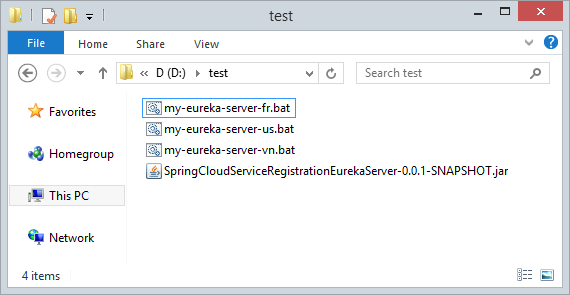 test
File Home Share View
« D (D:) test Search test
Favorites
Homegroup
This PC
Network
my-eureka-server-fr.bat
my-eureka-server-us.bat
my-eureka-server-vn.bat
SpringCloudServiceRegistrationEurekaServer-0.0.1-SNAPSHOT.jar
4 items